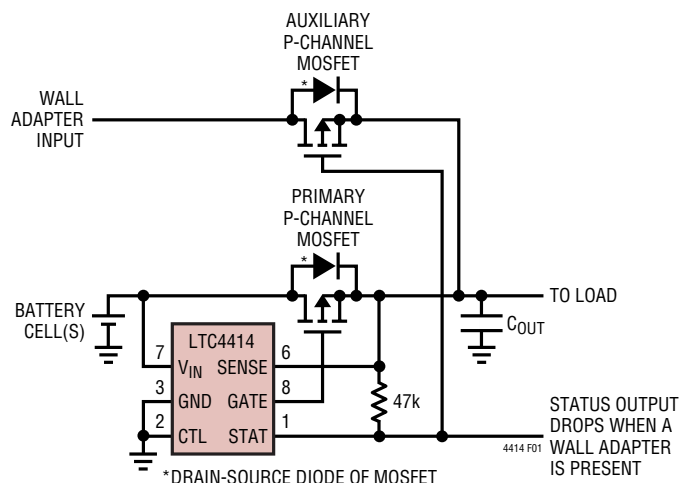 AUXILIARY
P-CHANNEL
MOSFET
*
WALL
ADAPTER
INPUT
PRIMARY
P-CHANNEL
MOSFET
*
BATTERY
CELL(S)
TO LOAD
COUT
LTC4414
7 VIN SENSE 6
3 GND GATE 8
2 CTL STAT 1
47k
STATUS OUTPUT
DROPS WHEN A
WALL ADAPTER
IS PRESENT
4414 F01
*DRAIN-SOURCE DIODE OF MOSFET